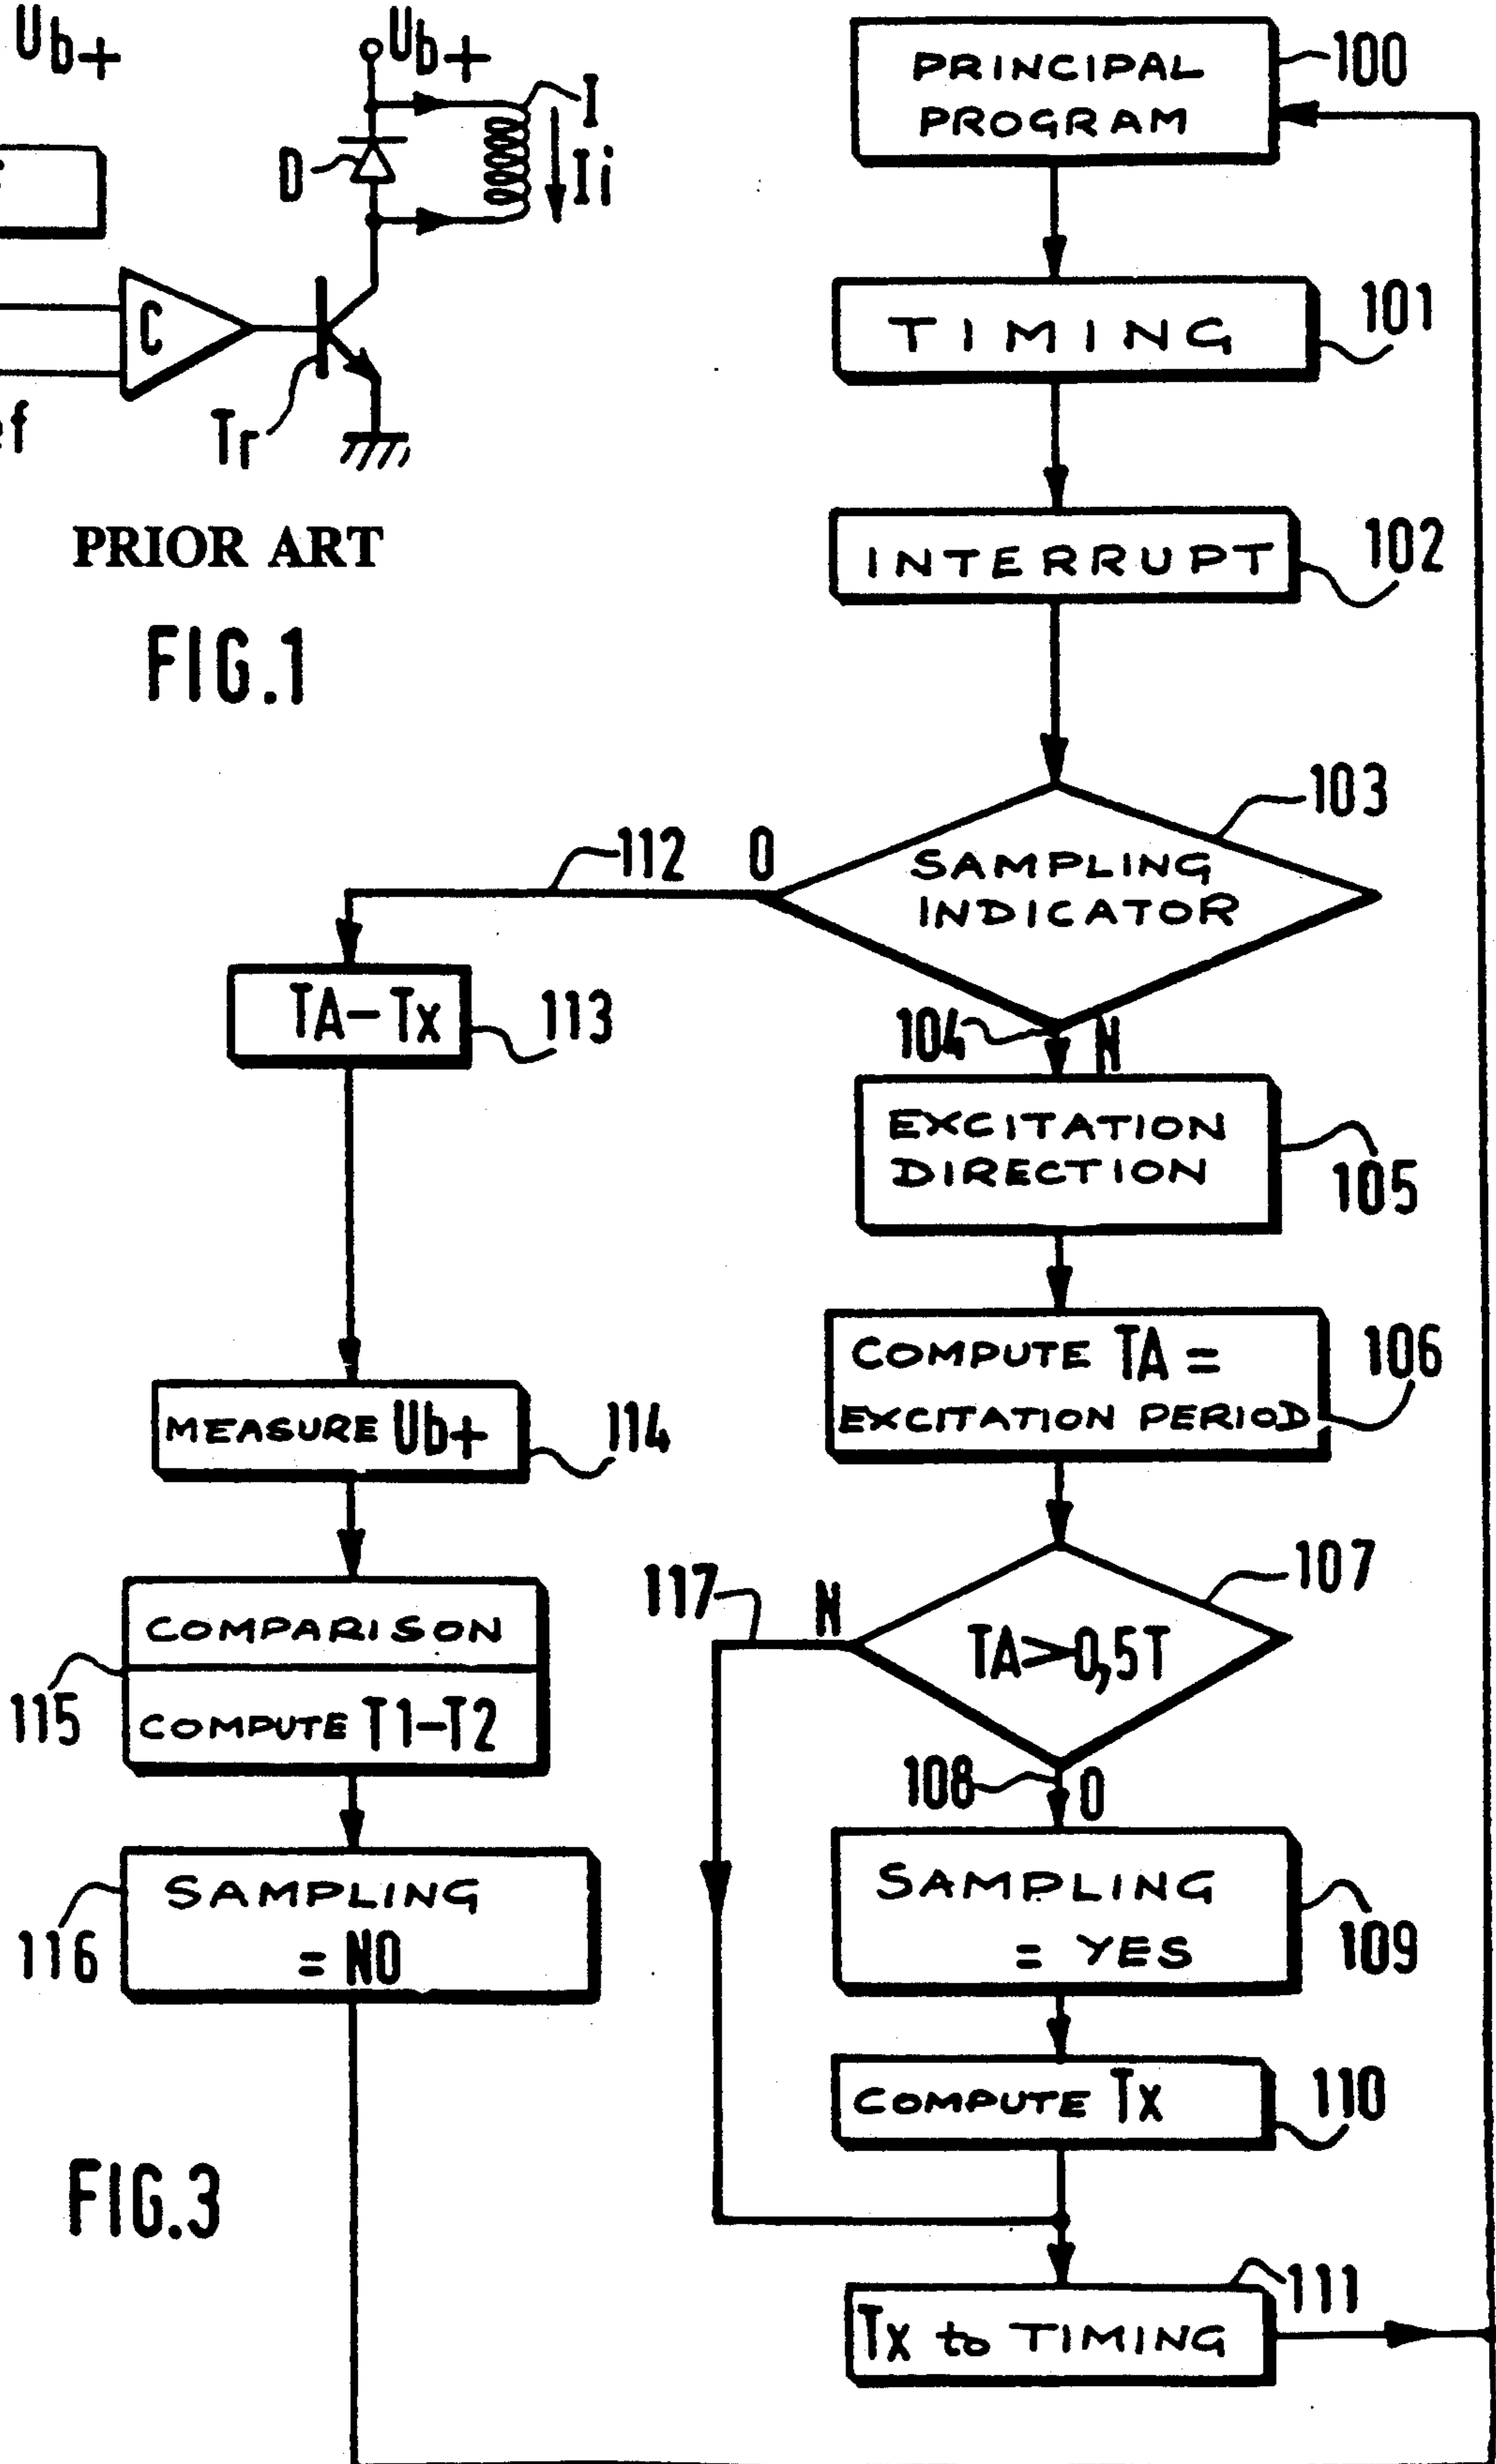 Ub+
Ub+
I
D
Ii
C
Tr
ef
PRIOR ART
FIG.1
PRINCIPAL
PROGRAM
100
TIMING
101
INTERRUPT
102
103
SAMPLING
INDICATOR
112
O
TA-Tx
113
104
N
EXCITATION
DIRECTION
105
COMPUTE TA =
EXCITATION PERIOD
106
MEASURE Ub+
114
107
TA>0,5T
117
N
COMPARISON
COMPUTE T1-T2
115
108
O
SAMPLING
= YES
109
SAMPLING
= NO
116
COMPUTE Tx
110
Tx to TIMING
111
FIG.3